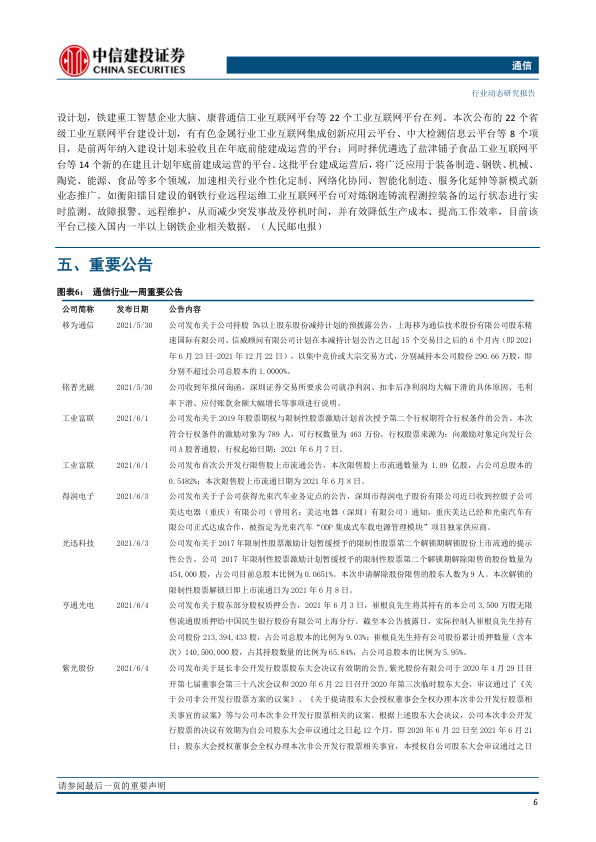 中信建投证券
CHINA SECURITIES
通信
行业动态研究报告
设计划，铁建重工智慧企业大脑、康普通信工业互联网平台等 22 个工业互联网平台在列。本次公布的 22 个省
级工业互联网平台建设计划，有有色金属行业工业互联网集成创新应用云平台、中大检测信息云平台等 8 个项
目，是前两年纳入建设计划未验收且在年底前能建成运营的平台；同时择优遴选了盐津铺子食品工业互联网平
台等 14 个新的在建且计划年底前建成运营的平台。这批平台建成运营后，将广泛应用于装备制造、钢铁、机械、
陶瓷、能源、食品等多个领域，加速相关行业个性化定制、网络化协同、智能化制造、服务化延伸等新模式新
业态推广。如衡阳镭目建设的钢铁行业远程运维工业互联网平台可对炼钢连铸流程测控装备的运行状态进行实
时监测、故障报警、远程维护，从而减少突发事故及停机时间，并有效降低生产成本、提高工作效率，目前该
平台已接入国内一半以上钢铁企业相关数据。（人民邮电报）
五、重要公告
图表6： 通信行业一周重要公告
公司简称 发布日期 公告内容
移为通信 2021/5/30 公司发布关于公司持股 5%以上股东股份减持计划的预披露公告，上海移为通信技术股份有限公司股东精
速国际有限公司、信威顾问有限公司计划在本减持计划公告之日起 15 个交易日之后的 6 个月内（即 2021
年 6 月 23 日-2021 年 12 月 22 日），以集中竞价或大宗交易方式，分别减持本公司股份 290.66 万股，即
分别不超过公司总股本的 1.0000%。
铭普光磁 2021/5/30 公司收到年报问询函，深圳证券交易所要求公司就净利润、扣非后净利润均大幅下滑的具体原因、毛利
率下滑、应付账款余额大幅增长等事项进行说明。
工业富联 2021/6/1 公司发布关于 2019 年股票期权与限制性股票激励计划首次授予第二个行权期符合行权条件的公告，本次
符合行权条件的激励对象为 789 人，可行权数量为 463 万份，行权股票来源为：向激励对象定向发行公
司 A 股普通股，行权起始日期：2021 年 6 月 7 日。
工业富联 2021/6/1 公司发布首次公开发行限售股上市流通公告，本次限售股上市流通数量为 1.09 亿股，占公司总股本的
0.5482%；本次限售股上市流通日期为 2021 年 6 月 8 日。
得润电子 2021/6/3 公司发布关于子公司获得光束汽车业务定点的公告，深圳市得润电子股份有限公司近日收到控股子公司
美达电器（重庆）有限公司（曾用名：美达电器（深圳）有限公司）通知，重庆美达已经和光束汽车有
限公司正式达成合作，被指定为光束汽车“ODP 集成式车载电源管理模块”项目独家供应商。
光迅科技 2021/6/3 公司发布关于 2017 年限制性股票激励计划暂缓授予的限制性股票第二个解锁期解锁股份上市流通的提示
性公告，公司 2017 年限制性股票激励计划暂缓授予的限制性股票第二个解锁期解除限售的股份数量为
454,000 股，占公司目前总股本比例为 0.0651%。本次申请解除股份限售的股东人数为 9 人。本次解锁的
限制性股票解锁日即上市流通日为 2021 年 6 月 8 日。
亨通光电 2021/6/4 公司发布关于股东部分股权质押公告，2021 年 6 月 3 日，崔根良先生将其持有的本公司 3,500 万股无限
售流通股质押给中国民生银行股份有限公司上海分行。截至本公告披露日，实际控制人崔根良先生持有
公司股份 213,394,433 股，占公司总股本的比例为 9.03%；崔根良先生持有公司股份累计质押数量（含本
次）140,500,000 股，占其持股数量的比例为 65.84%，占公司总股本的比例为 5.95%。
紫光股份 2021/6/4 公司发布关于延长非公开发行股票股东大会决议有效期的公告,紫光股份有限公司于 2020 年 4 月 29 日召
开第七届董事会第三十八次会议和 2020 年 6 月 22 日召开 2020 年第三次临时股东大会，审议通过了《关
于公司非公开发行股票方案的议案》、《关于提请股东大会授权董事会全权办理本次非公开发行股票相
关事宜的议案》等与公司本次非公开发行股票相关的议案。根据上述股东大会决议，公司本次非公开发
行股票的决议有效期为自公司股东大会审议通过之日起 12 个月，即 2020 年 6 月 22 日至 2021 年 6 月 21
日；股东大会授权董事会全权办理本次非公开发行股票相关事宜，本授权自公司股东大会审议通过之日
请参阅最后一页的重要声明
6